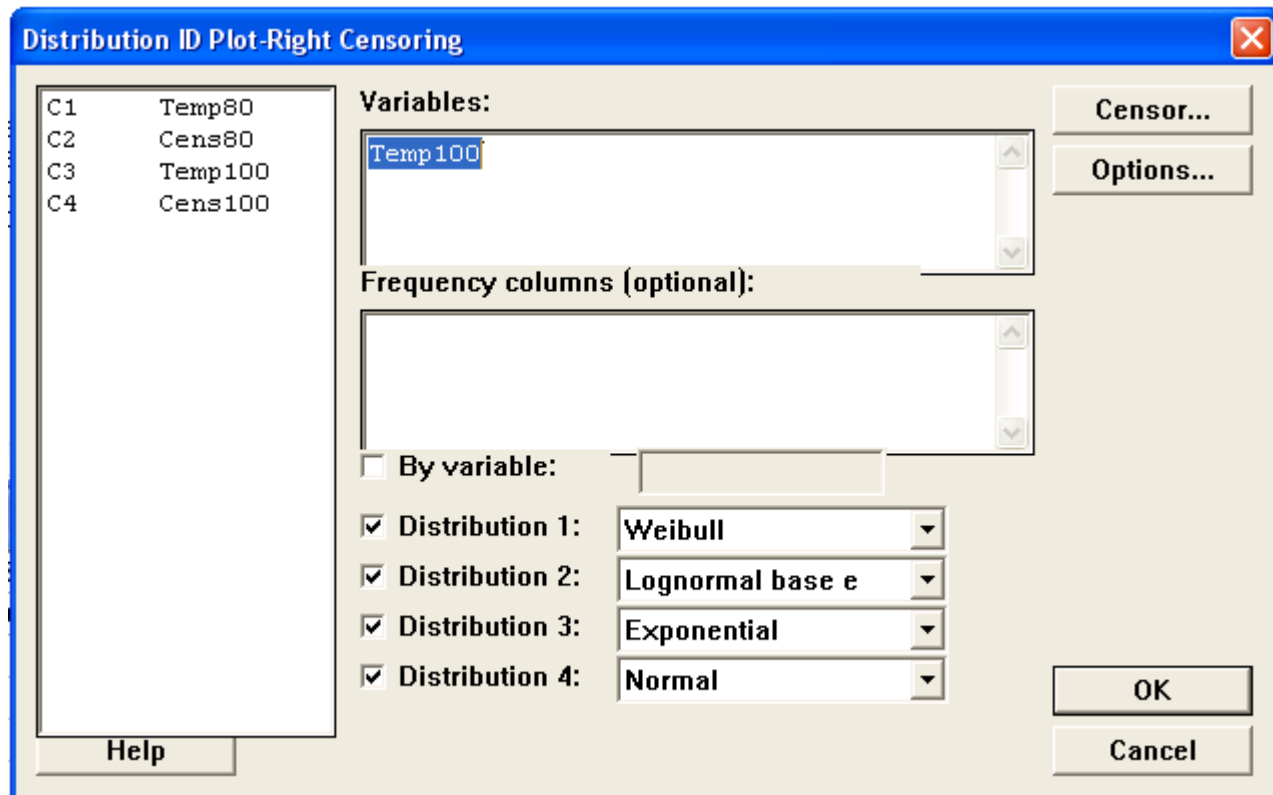 Distribution ID Plot-Right Censoring
C1 Temp80
C2 Cens80
C3 Temp100
C4 Cens100
Variables:
Temp100
Frequency columns (optional):
By variable:
Distribution 1: Weibull
Distribution 2: Lognormal base e
Distribution 3: Exponential
Distribution 4: Normal
Censor...
Options...
OK
Help
Cancel